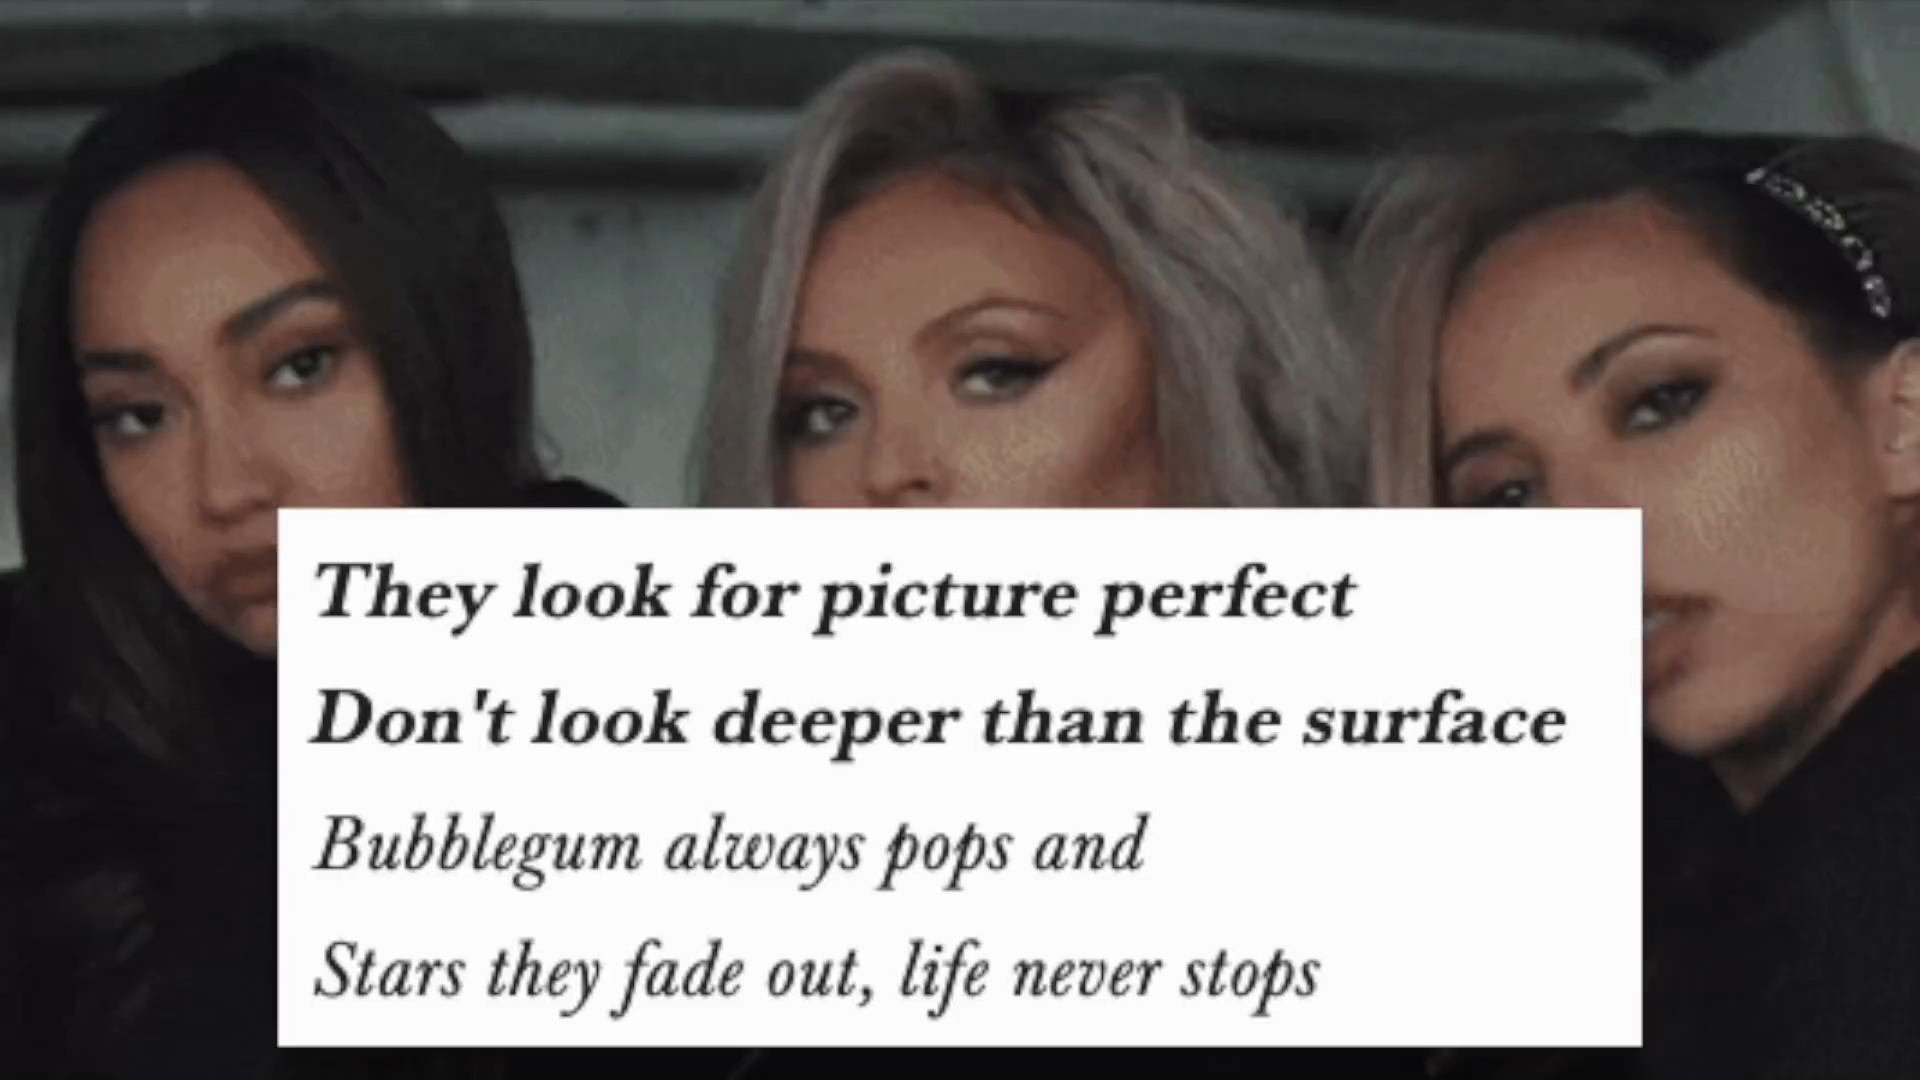 They look for picture perfect
Don't look deeper than the surface
Bubblegum always pops and
Stars they fade out, life never stops